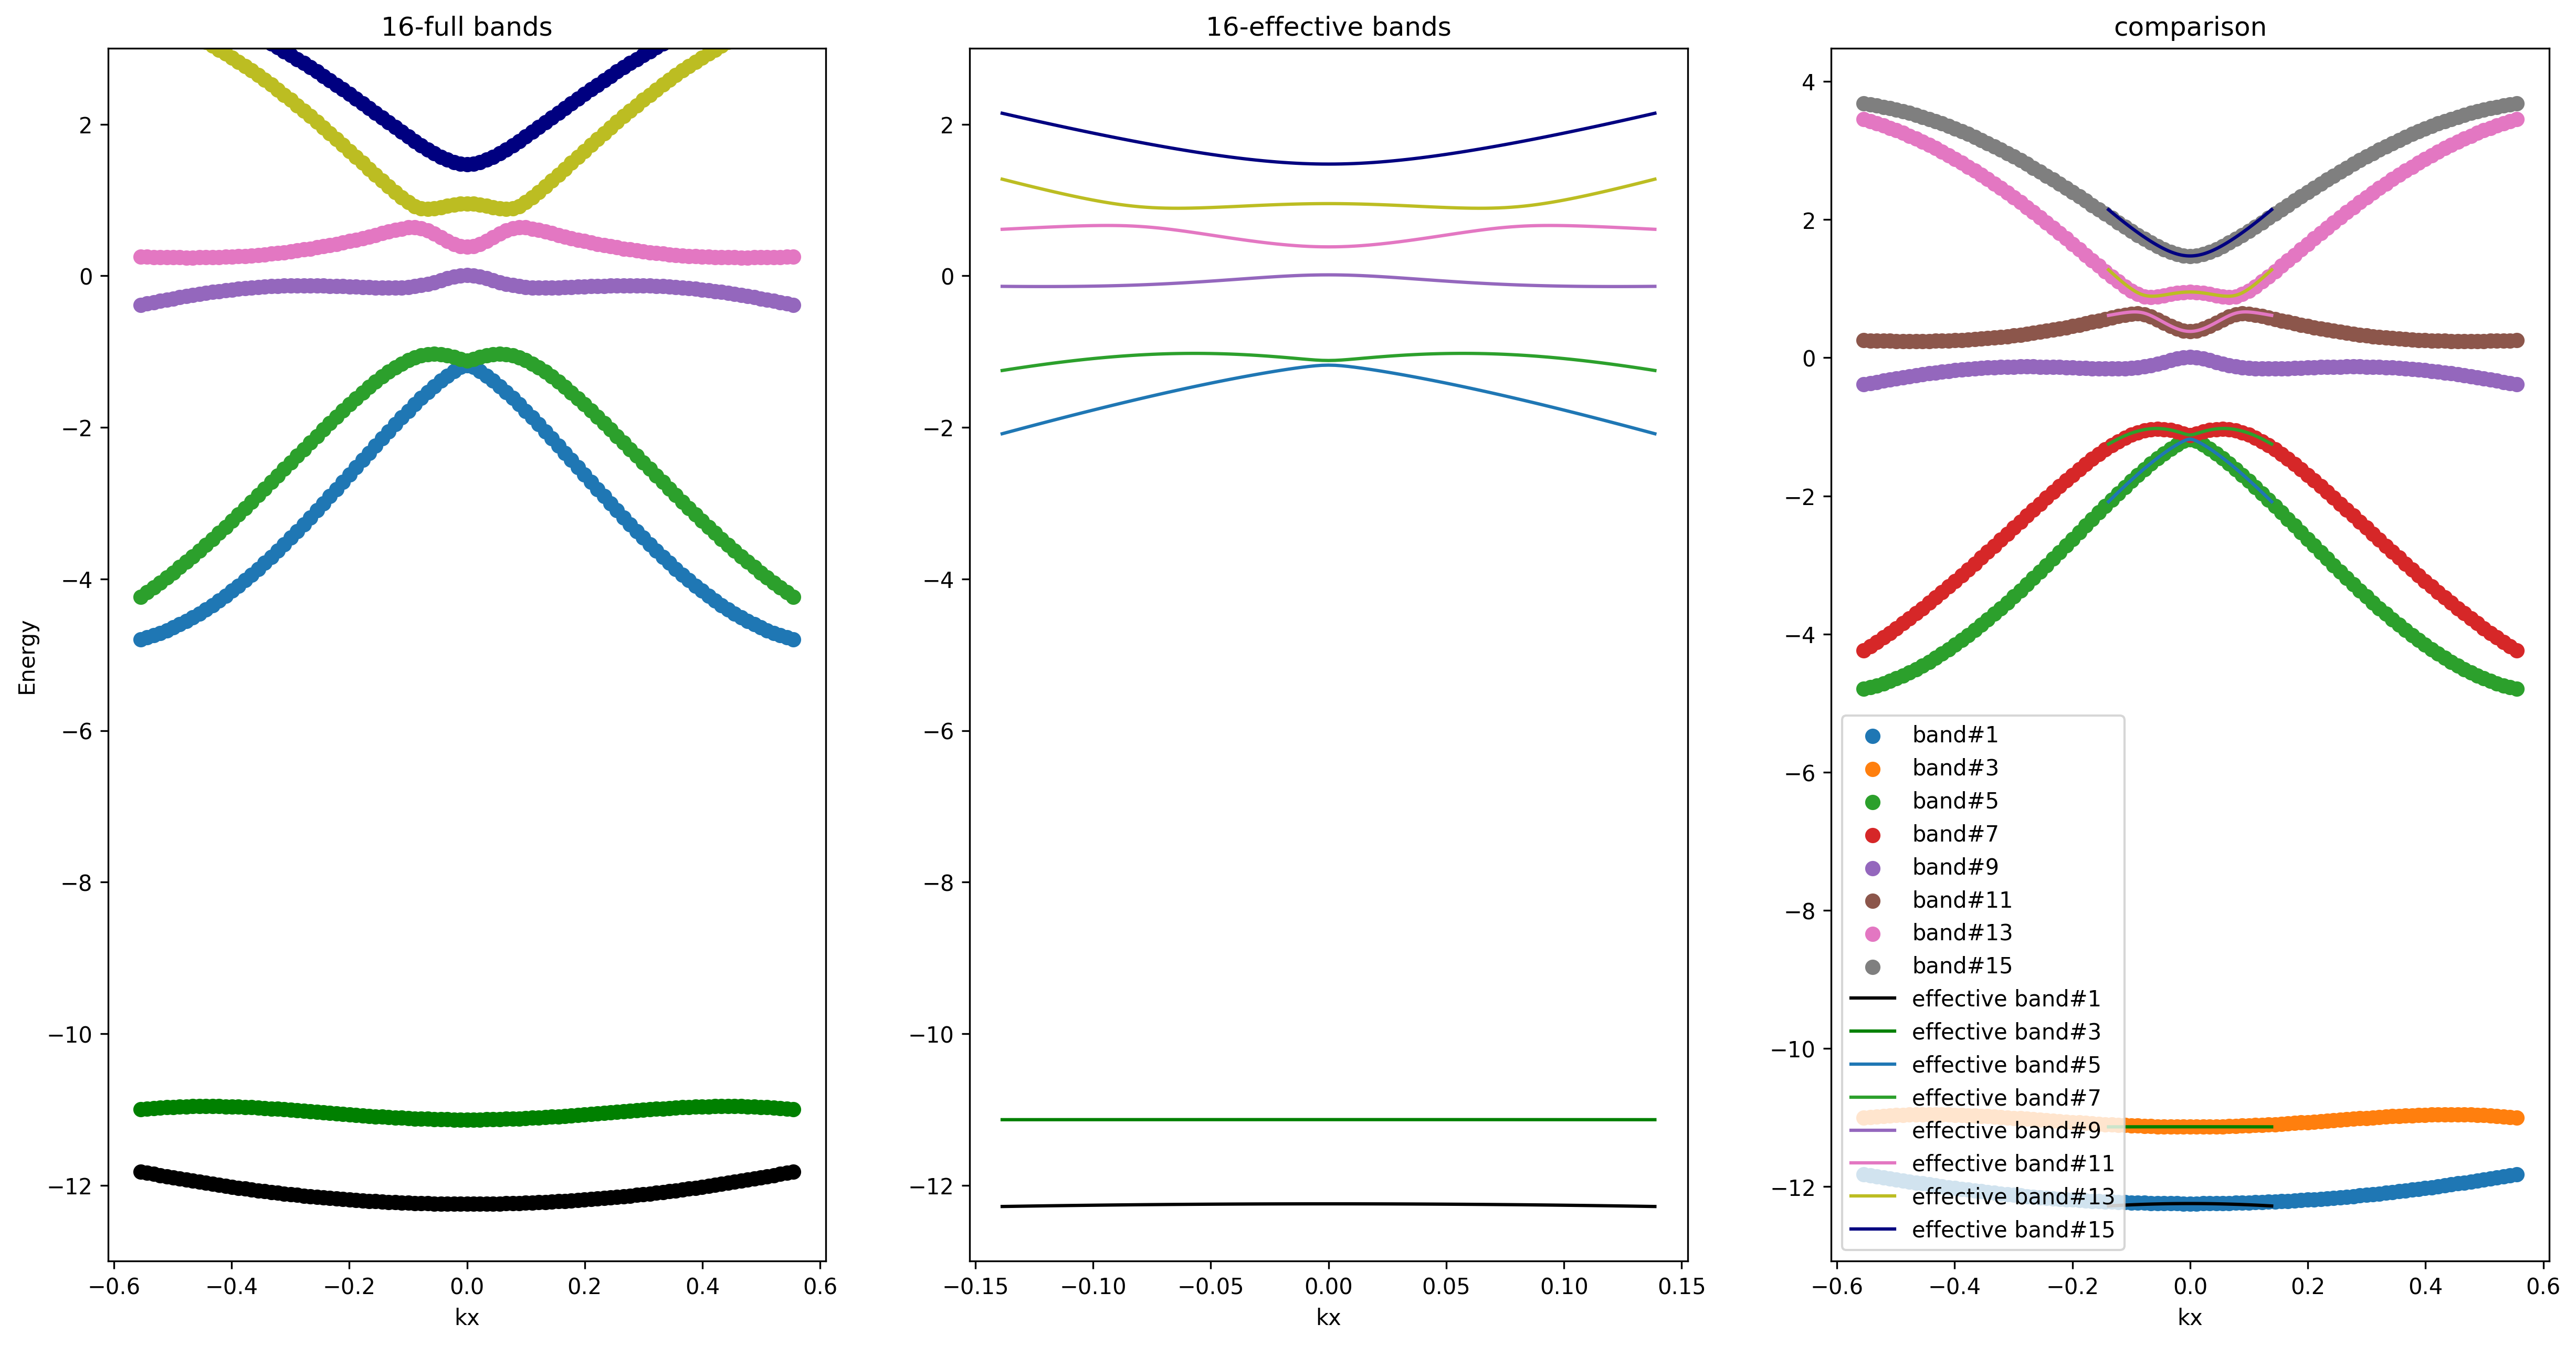 16-full bands
16-effective bands
comparison
2
0
−2
−4
−6
−8
−10
−12
Energy
−0.6
−0.4
−0.2
0.0
0.2
0.4
0.6
kx
2
0
−2
−4
−6
−8
−10
−12
−0.15
−0.10
−0.05
0.00
0.05
0.10
0.15
kx
4
2
0
−2
−4
−6
−8
−10
−12
band#1
band#3
band#5
band#7
band#9
band#11
band#13
band#15
effective band#1
effective band#3
effective band#5
effective band#7
effective band#9
effective band#11
effective band#13
effective band#15
−0.6
−0.4
−0.2
0.0
0.2
0.4
0.6
kx